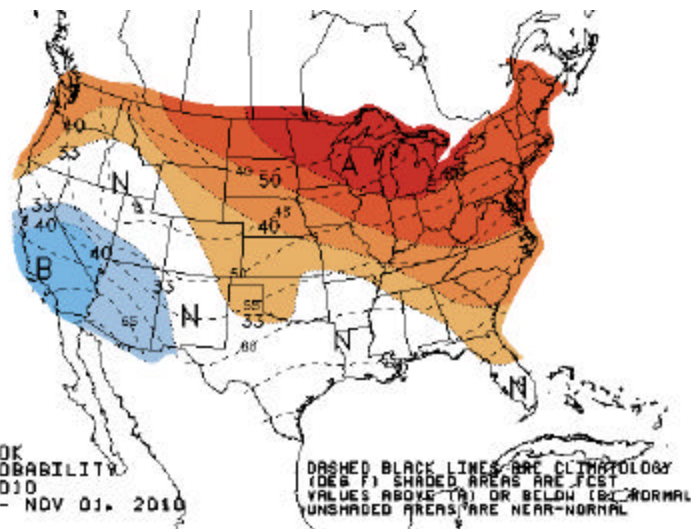 A
40
33
N
33
40
B
40
33
65
N
40
50
45
40
50
55
33
60
A
N
N
OK
OBABILITY
010
- NOV 01, 2010
DASHED BLACK LINES ARE CLIMATOLOGY
(DEG F) SHADED AREAS ARE FCST
VALUES ABOVE (A) OR BELOW (B) NORMAL
UNSHADED AREAS ARE NEAR-NORMAL